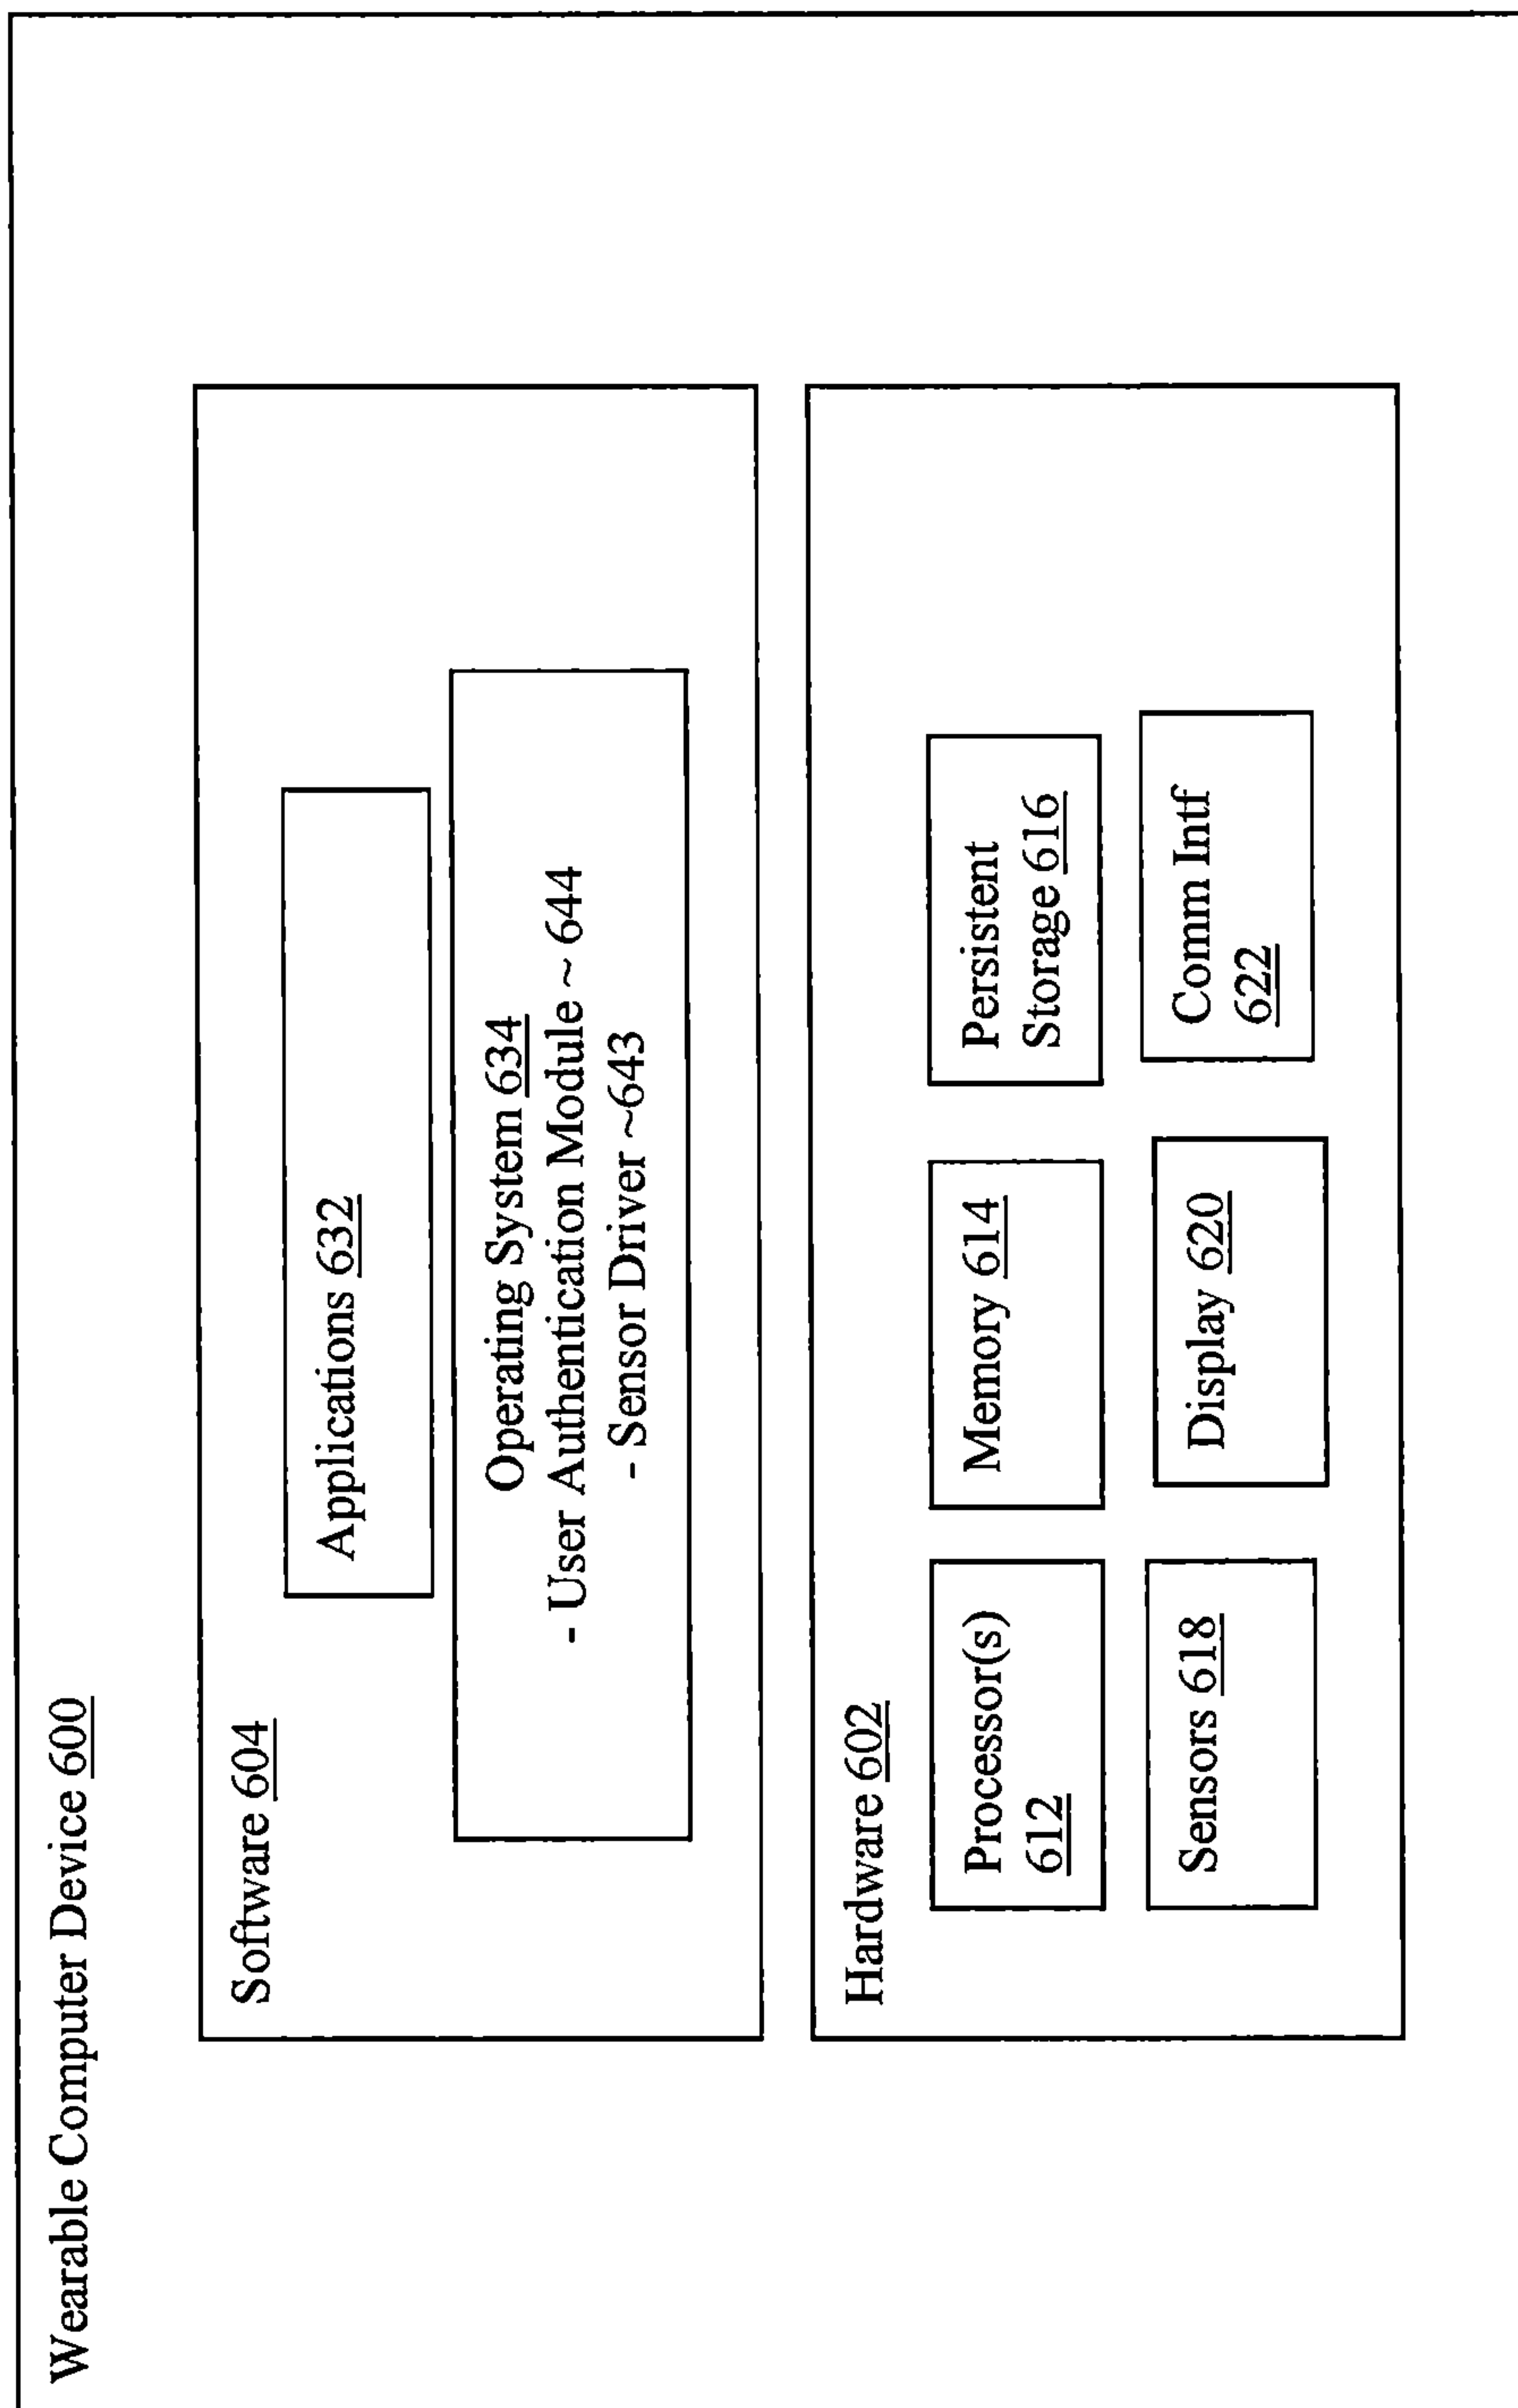 Wearable Computer Device 600
Software 604
Applications 632
Operating System 634
- User Authentication Module ~ 644
- Sensor Driver ~643
Hardware 602
Processor(s)
612
Memory 614
Persistent
Storage 616
Sensors 618
Display 620
Comm Intf
622